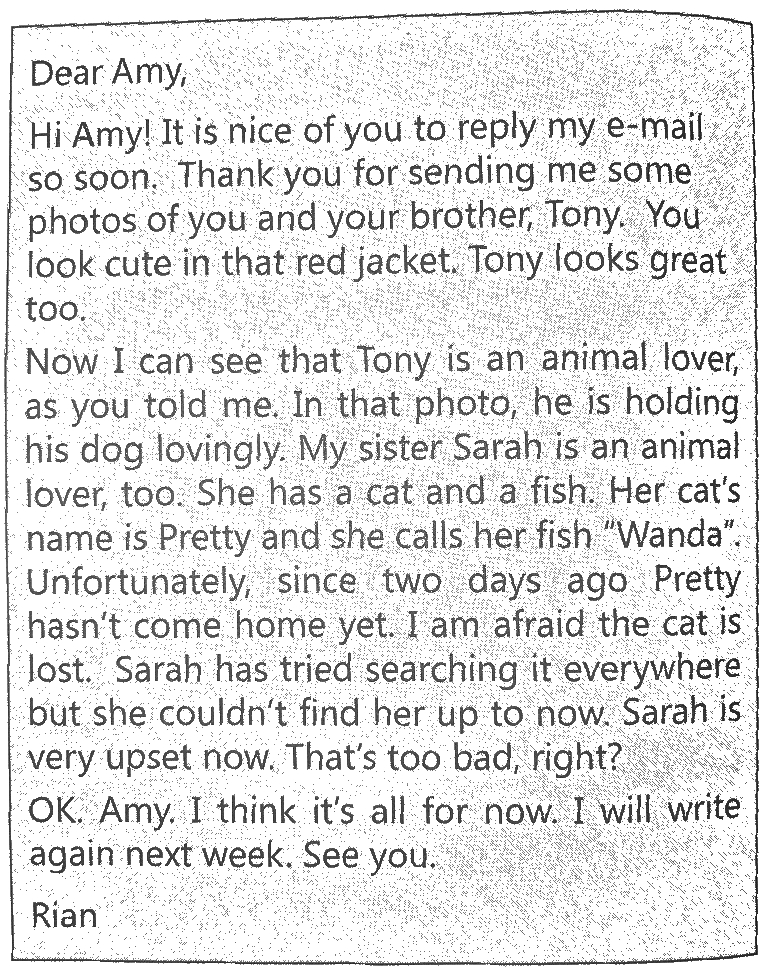 Dear Amy,
Hi Amy! It is nice of you to reply my e-mail
so soon. Thank you for sending me some
photos of you and your brother, Tony. You
look cute in that red jacket. Tony looks great
too.
Now I can see that Tony is an animal lover,
as you told me. In that photo, he is holding
his dog lovingly. My sister Sarah is an animal
lover, too. She has a cat and a fish. Her cat's
name is Pretty and she calls her fish "Wanda".
Unfortunately, since two days ago Pretty
hasn't come home yet. I am afraid the cat is
lost. Sarah has tried searching it everywhere
but she couldn't find her up to now. Sarah is
very upset now. That's too bad, right?
OK. Amy. I think it's all for now. I will write
again next week. See you.
Rian